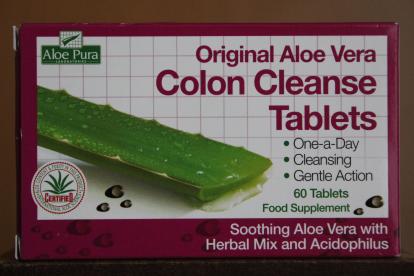 Aloe Pura
LABORATORIES
Original Aloe Vera
Colon Cleanse
Tablets
• One-a-Day
• Cleansing
• Gentle Action
60 Tablets
Food Supplement
CERTIFIED
Soothing Aloe Vera with
Herbal Mix and Acidophilus